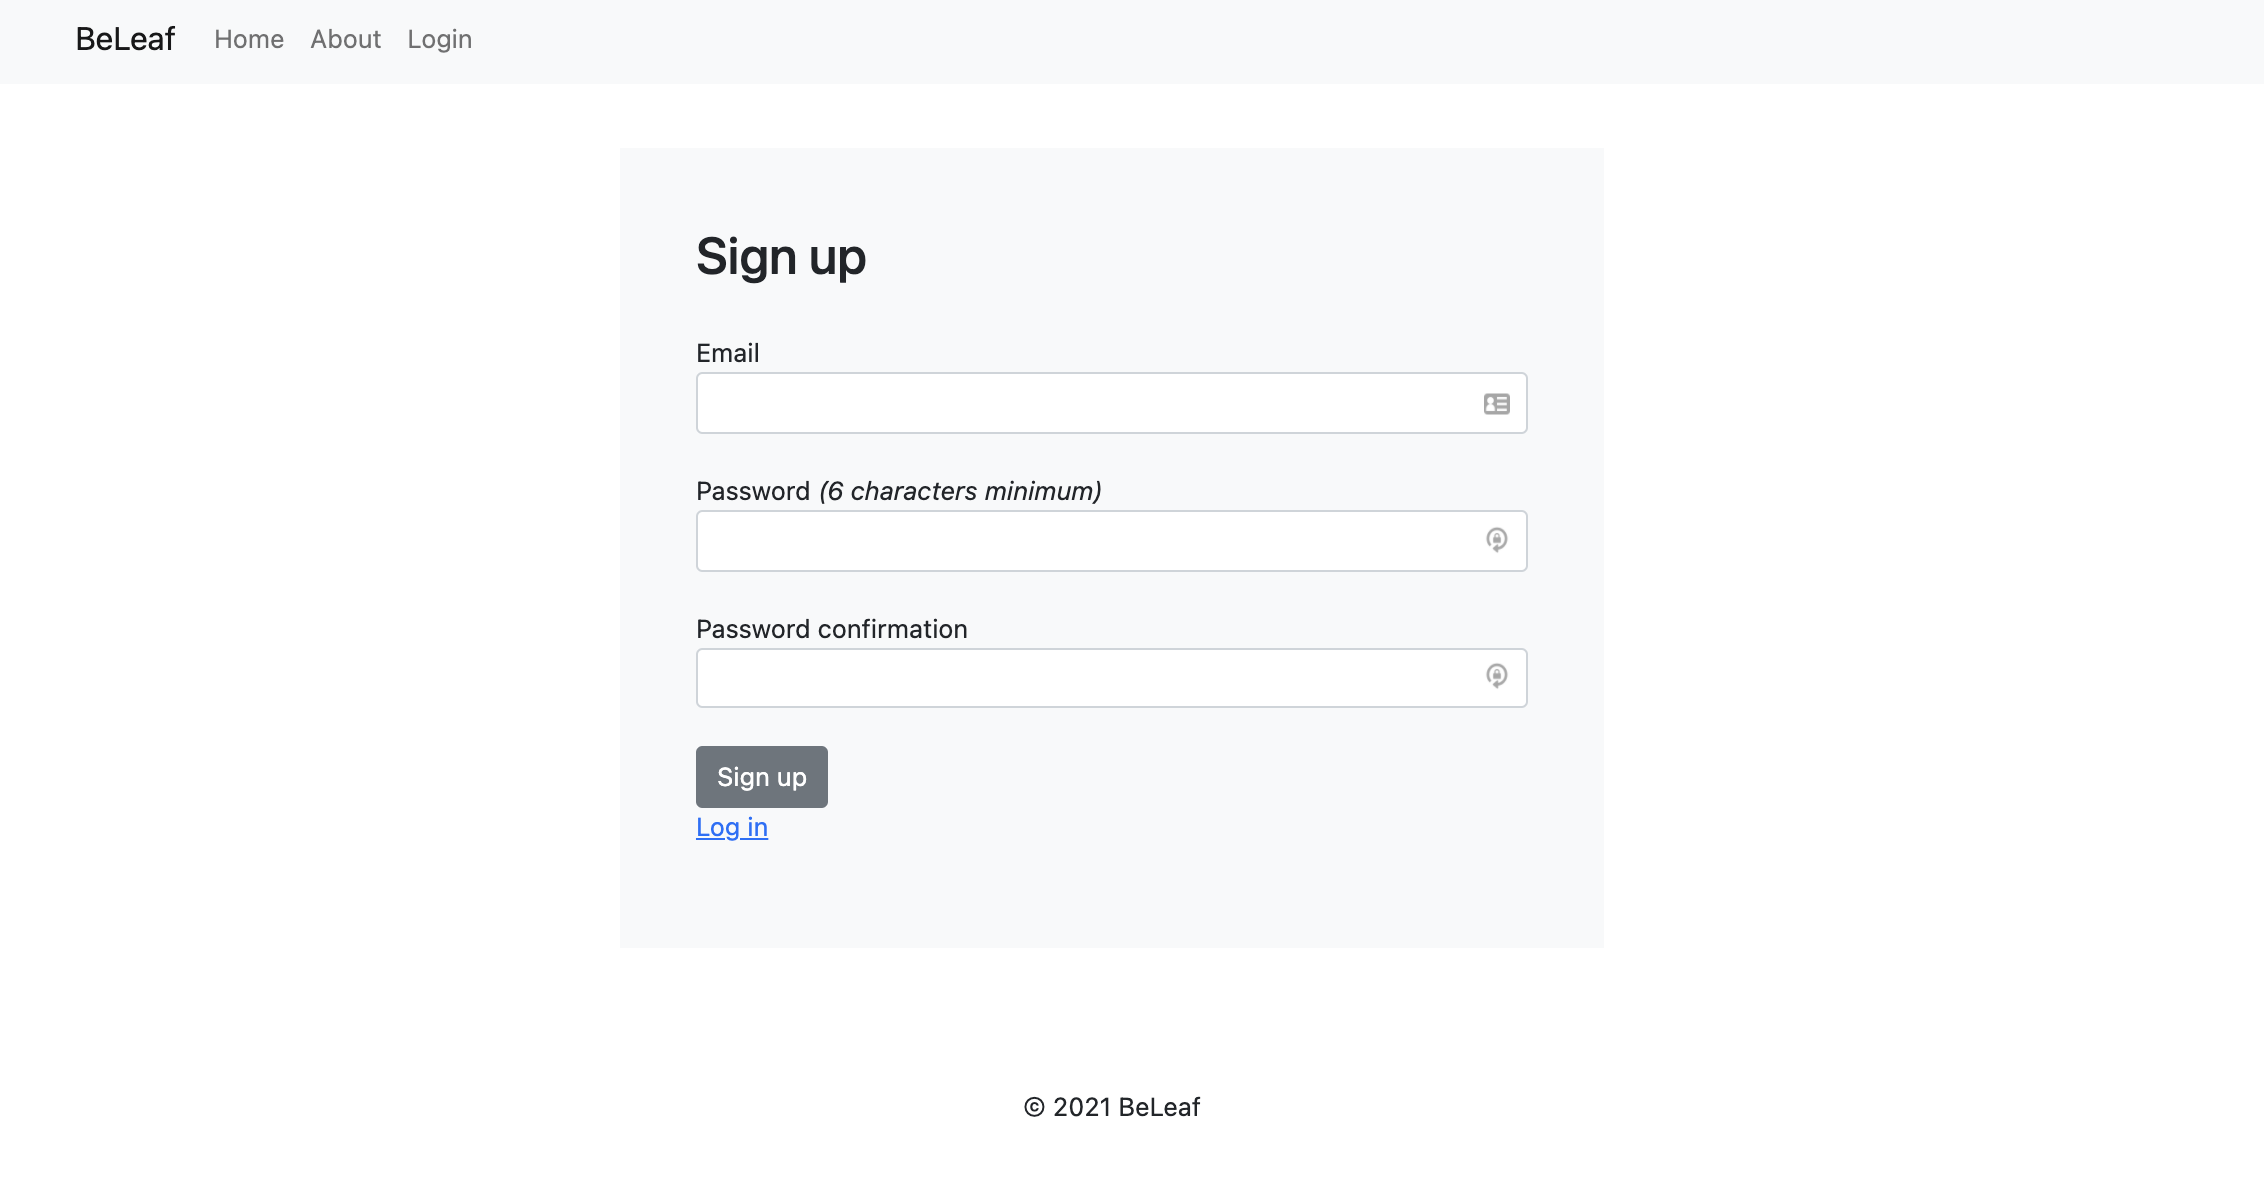 BeLeaf Home About Login
Sign up
Email
Password (6 characters minimum)
Password confirmation
Sign up
Log in
© 2021 BeLeaf